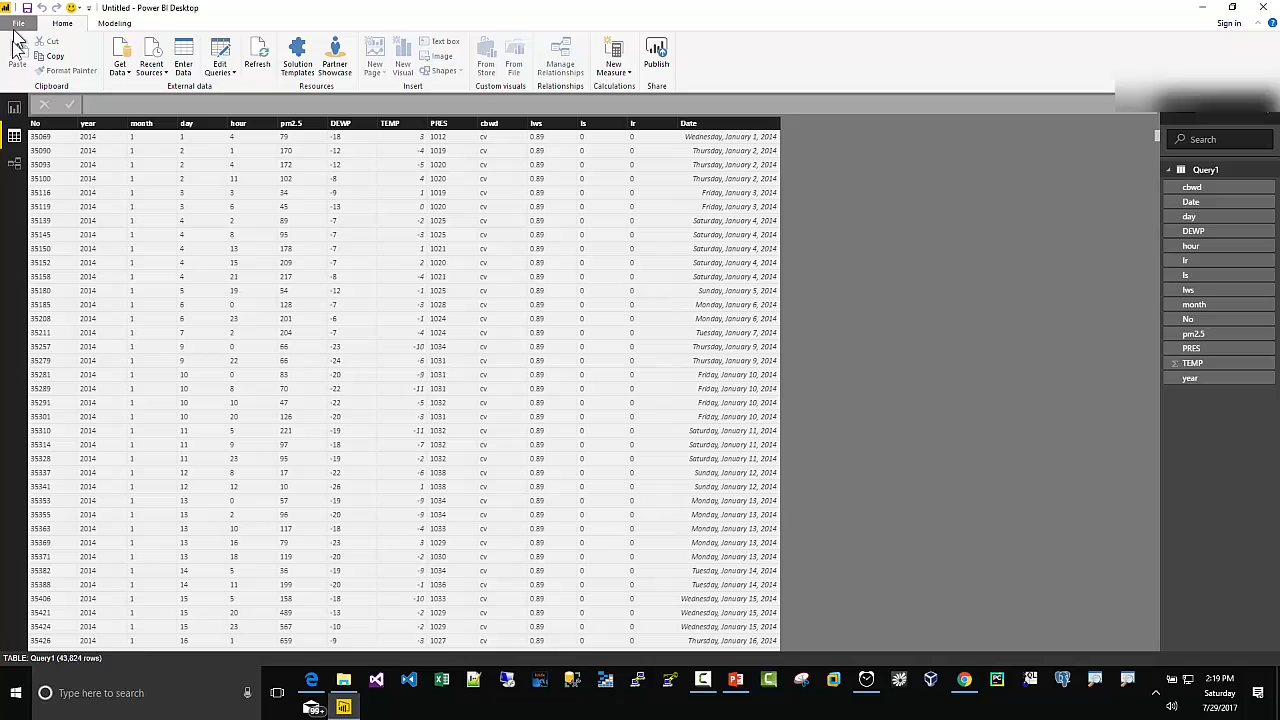 Untitled - Power BI Desktop
File Home Modeling Sign in
Paste Cut Copy Format Painter Get Data Recent Sources Enter Data Edit Queries Refresh Solution Templates Partner Showcase New Page New Visual Text box Image Shapes From Store From File Manage Relationships New Measure Publish
Clipboard External data Resources Insert Custom visuals Relationships Calculations Share
No year month day hour pm2.5 DEWP TEMP PRES cbwd Iws Is Ir Date
35069 2014 1 1 4 79 -18 3 1012 cv 0.89 0 0 Wednesday, January 1, 2014
35090 2014 1 2 1 170 -12 -4 1019 cv 0.89 0 0 Thursday, January 2, 2014
35093 2014 1 2 4 172 -12 -5 1020 cv 0.89 0 0 Thursday, January 2, 2014
35100 2014 1 2 11 102 -8 4 1020 cv 0.89 0 0 Thursday, January 2, 2014
35116 2014 1 3 3 34 -9 1 1019 cv 0.89 0 0 Friday, January 3, 2014
35119 2014 1 3 6 45 -13 0 1020 cv 0.89 0 0 Friday, January 3, 2014
35139 2014 1 4 2 89 -7 -2 1025 cv 0.89 0 0 Saturday, January 4, 2014
35145 2014 1 4 8 95 -7 -3 1025 cv 0.89 0 0 Saturday, January 4, 2014
35150 2014 1 4 13 178 -7 1 1021 cv 0.89 0 0 Saturday, January 4, 2014
35152 2014 1 4 15 209 -7 2 1020 cv 0.89 0 0 Saturday, January 4, 2014
35158 2014 1 4 21 217 -8 -4 1021 cv 0.89 0 0 Saturday, January 4, 2014
35180 2014 1 5 19 54 -12 -1 1025 cv 0.89 0 0 Sunday, January 5, 2014
35185 2014 1 6 0 128 -7 -3 1028 cv 0.89 0 0 Monday, January 6, 2014
35208 2014 1 6 23 201 -6 -1 1024 cv 0.89 0 0 Monday, January 6, 2014
35211 2014 1 7 2 204 -7 -4 1024 cv 0.89 0 0 Tuesday, January 7, 2014
35257 2014 1 9 0 66 -23 -10 1034 cv 0.89 0 0 Thursday, January 9, 2014
35279 2014 1 9 22 66 -24 -6 1031 cv 0.89 0 0 Thursday, January 9, 2014
35281 2014 1 10 0 83 -20 -9 1031 cv 0.89 0 0 Friday, January 10, 2014
35289 2014 1 10 8 70 -22 -11 1031 cv 0.89 0 0 Friday, January 10, 2014
35291 2014 1 10 10 47 -22 -5 1032 cv 0.89 0 0 Friday, January 10, 2014
35301 2014 1 10 20 126 -20 -3 1031 cv 0.89 0 0 Friday, January 10, 2014
35310 2014 1 11 5 221 -19 -11 1032 cv 0.89 0 0 Saturday, January 11, 2014
35314 2014 1 11 9 97 -18 -7 1032 cv 0.89 0 0 Saturday, January 11, 2014
35328 2014 1 11 23 95 -19 -2 1032 cv 0.89 0 0 Saturday, January 11, 2014
35337 2014 1 12 8 17 -22 -6 1038 cv 0.89 0 0 Sunday, January 12, 2014
35341 2014 1 12 12 10 -26 1 1038 cv 0.89 0 0 Sunday, January 12, 2014
35353 2014 1 13 0 57 -19 -9 1034 cv 0.89 0 0 Monday, January 13, 2014
35355 2014 1 13 2 96 -20 -9 1034 cv 0.89 0 0 Monday, January 13, 2014
35363 2014 1 13 10 117 -18 -4 1033 cv 0.89 0 0 Monday, January 13, 2014
35369 2014 1 13 16 79 -23 3 1029 cv 0.89 0 0 Monday, January 13, 2014
35371 2014 1 13 18 119 -20 -2 1030 cv 0.89 0 0 Monday, January 13, 2014
35382 2014 1 14 5 36 -19 -9 1034 cv 0.89 0 0 Tuesday, January 14, 2014
35388 2014 1 14 11 199 -20 -1 1036 cv 0.89 0 0 Tuesday, January 14, 2014
35406 2014 1 15 5 158 -18 -10 1033 cv 0.89 0 0 Wednesday, January 15, 2014
35421 2014 1 15 20 489 -13 -2 1029 cv 0.89 0 0 Wednesday, January 15, 2014
35424 2014 1 15 23 567 -10 -2 1029 cv 0.89 0 0 Wednesday, January 15, 2014
35426 2014 1 16 1 659 -9 -3 1027 cv 0.89 0 0 Thursday, January 16, 2014
Search
Query1
cbwd
Date
day
DEWP
hour
Ir
Is
Iws
month
No
pm2.5
PRES
TEMP
year
TABLE: Query1 (43,824 rows)
Type here to search
99+
2:19 PM
Saturday
7/29/2017